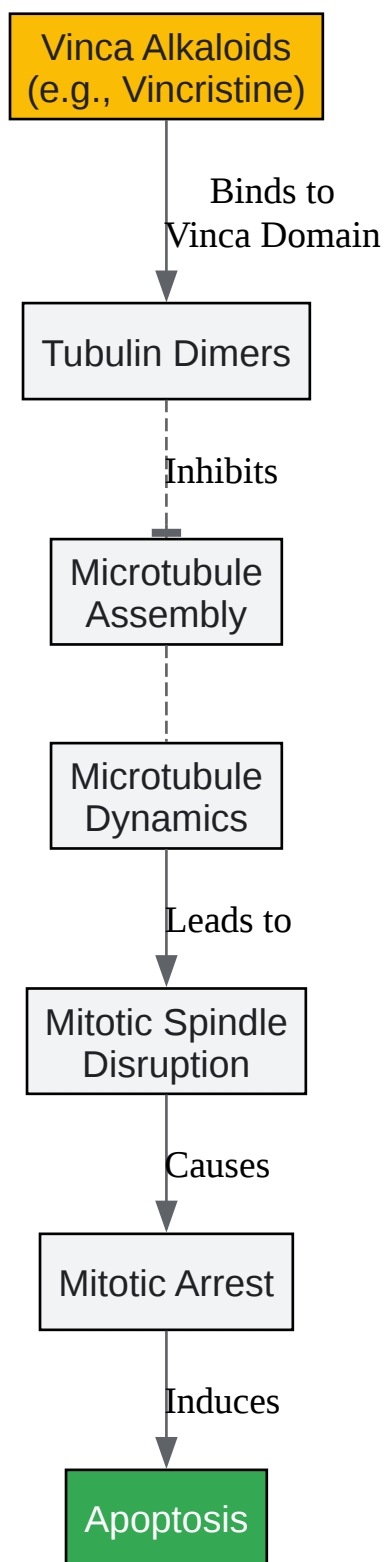 Vinca Alkaloids
(e.g., Vincristine)
Binds to
Vinca Domain
Tubulin Dimers
Inhibits
Microtubule
Assembly
Microtubule
Dynamics
Leads to
Mitotic Spindle
Disruption
Causes
Mitotic Arrest
Induces
Apoptosis